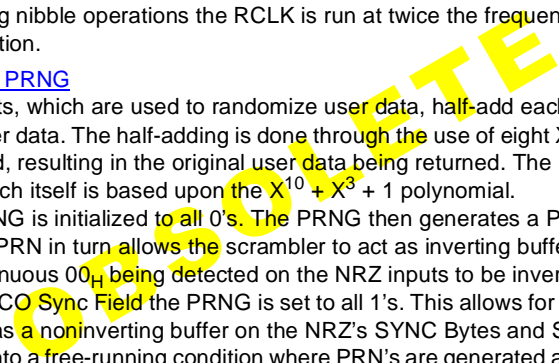 g nibble operations the RCLK is run at twice the frequen
tion.
PRNG
ts, which are used to randomize user data, half-add each
er data. The half-adding is done through the use of eight X
d, resulting in the original user data being returned. The
ch itself is based upon the X10 + X3 + 1 polynomial.
NG is initialized to all 0's. The PRNG then generates a P
PRN in turn allows the scrambler to act as inverting buffe
nuous 00H being detected on the NRZ inputs to be inver
CO Sync Field the PRNG is set to all 1's. This allows for
as a noninverting buffer on the NRZ's SYNC Bytes and S
nto a free-running condition where PRN's are generated a
OBSOLETE